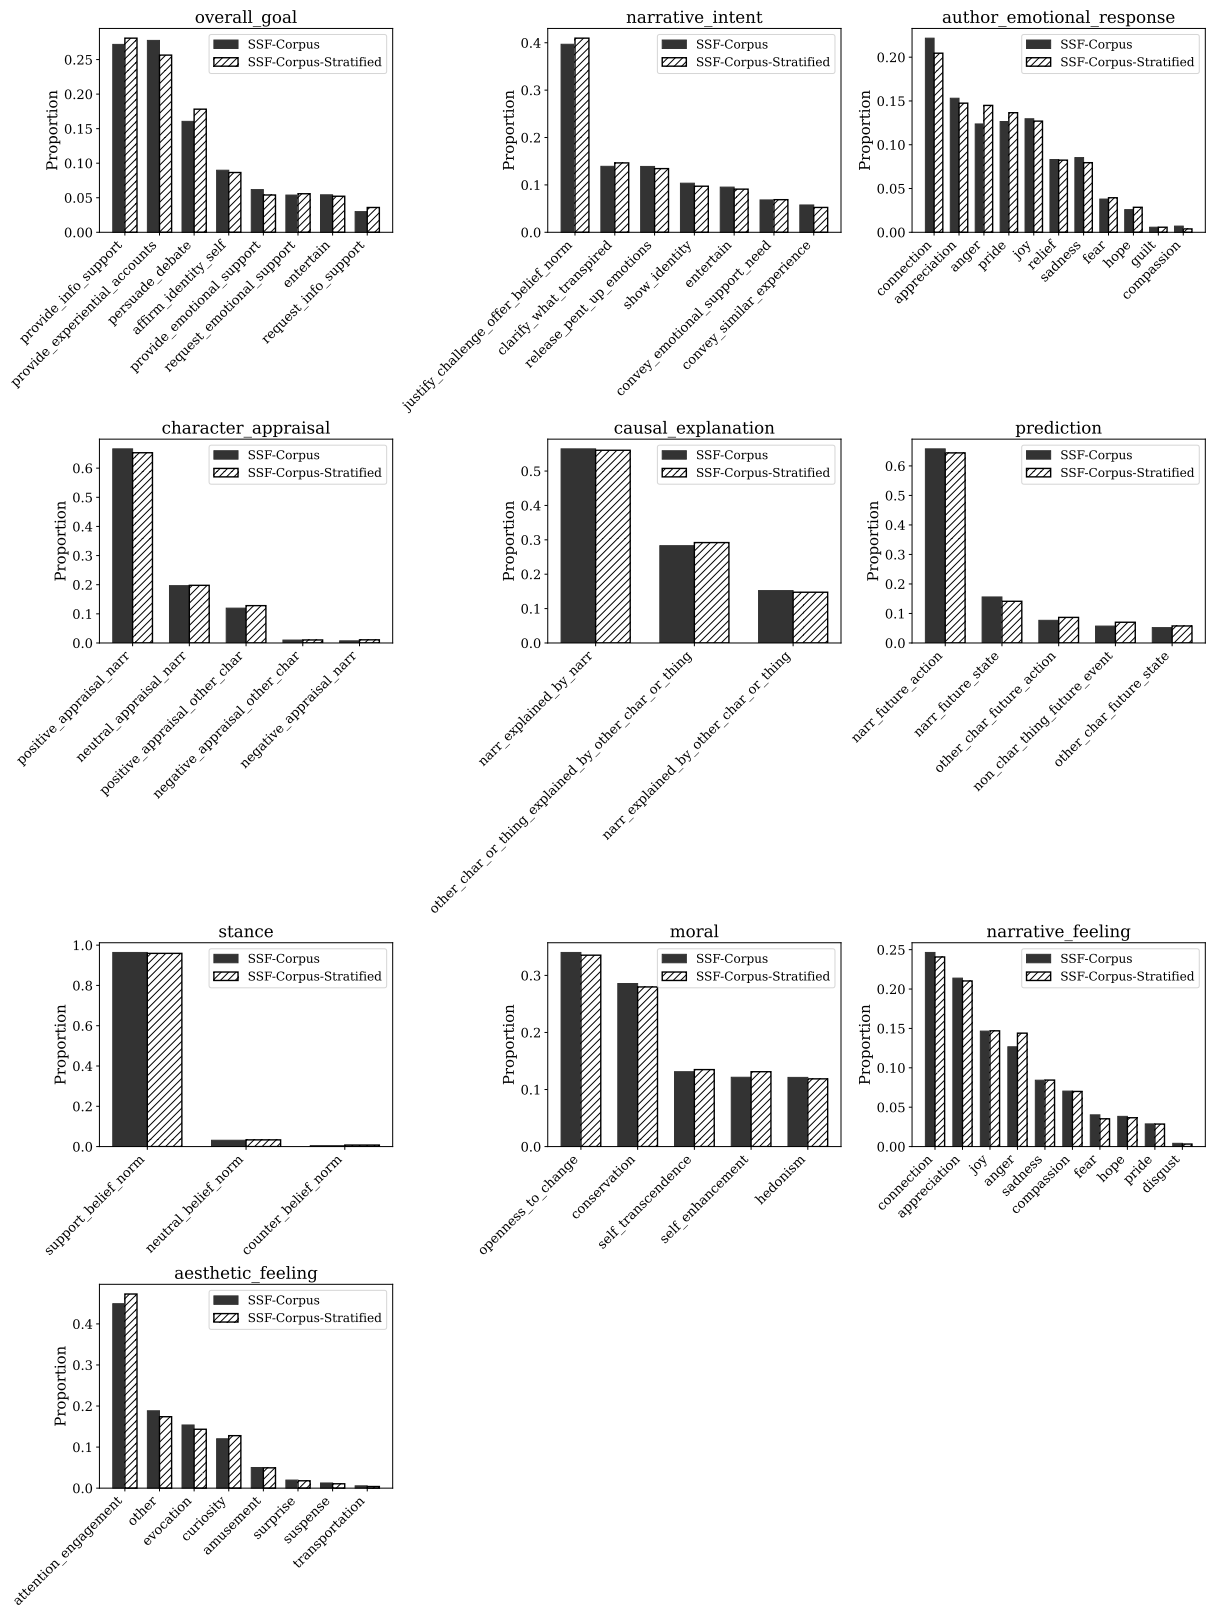 overall_goal
Proportion
0.25
0.20
0.15
0.10
0.05
0.00
SSF-Corpus
SSF-Corpus-Stratified
provide_info_support
provide_experiential_accounts
persuade_debate
affirm_identity_self
provide_emotional_support
request_emotional_support
entertain
request_info_support
narrative_intent
Proportion
0.4
0.3
0.2
0.1
0.0
SSF-Corpus
SSF-Corpus-Stratified
justify_challenge_offer_belief_norm
clarify_what_transpired
release_pent_up_emotions
show_identity
entertain
convey_emotional_support_need
convey_similar_experience
author_emotional_response
Proportion
0.20
0.15
0.10
0.05
0.00
SSF-Corpus
SSF-Corpus-Stratified
connection
appreciation
anger
pride
joy
relief
sadness
fear
hope
guilt
compassion
character_appraisal
Proportion
0.6
0.5
0.4
0.3
0.2
0.1
0.0
SSF-Corpus
SSF-Corpus-Stratified
positive_appraisal_narr
neutral_appraisal_narr
positive_appraisal_other_char
negative_appraisal_other_char
negative_appraisal_narr
causal_explanation
Proportion
0.5
0.4
0.3
0.2
0.1
0.0
SSF-Corpus
SSF-Corpus-Stratified
narr_explained_by_narr
other_char_or_thing_explained_by_other_char_or_thing
narr_explained_by_other_char_or_thing
prediction
Proportion
0.6
0.5
0.4
0.3
0.2
0.1
0.0
SSF-Corpus
SSF-Corpus-Stratified
narr_future_action
narr_future_state
other_char_future_action
non_char_thing_future_event
other_char_future_state
stance
Proportion
1.0
0.8
0.6
0.4
0.2
0.0
SSF-Corpus
SSF-Corpus-Stratified
support_belief_norm
neutral_belief_norm
counter_belief_norm
moral
Proportion
0.3
0.2
0.1
0.0
SSF-Corpus
SSF-Corpus-Stratified
openness_to_change
conservation
self_transcendence
self_enhancement
hedonism
narrative_feeling
Proportion
0.25
0.20
0.15
0.10
0.05
0.00
SSF-Corpus
SSF-Corpus-Stratified
connection
appreciation
joy
anger
sadness
compassion
fear
hope
pride
disgust
aesthetic_feeling
Proportion
0.4
0.3
0.2
0.1
0.0
SSF-Corpus
SSF-Corpus-Stratified
attention_engagement
other
evocation
curiosity
amusement
surprise
suspense
transportation